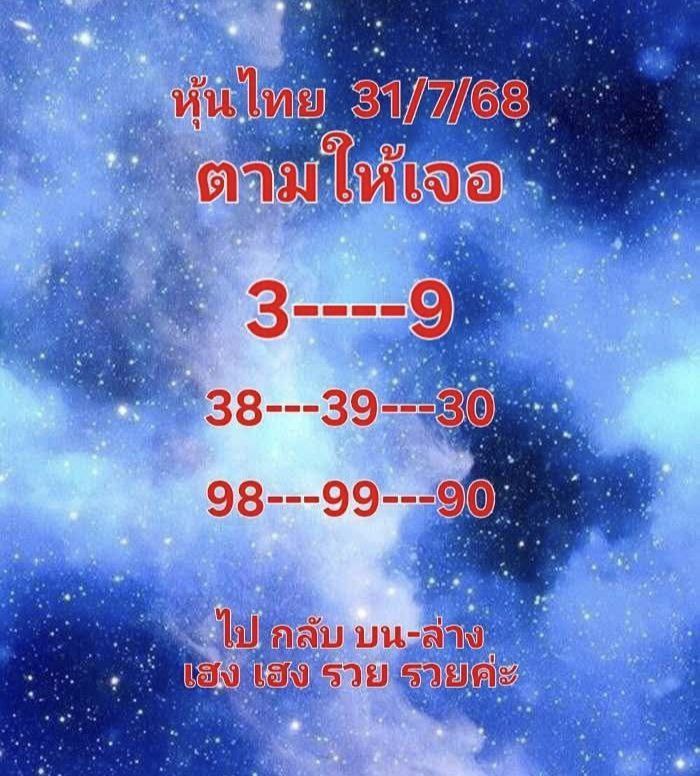 หุ้นไทย 31/7/68
ตามให้เจอ
3----9
38---39---30
98---99---90
ไป กลับ บน-ล่าง
เฮง เฮง รวย รวยค่ะ